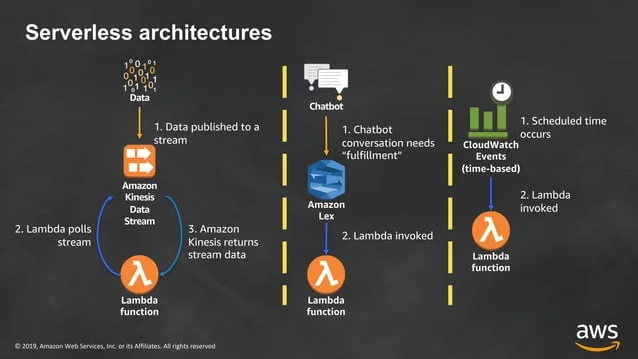 Serverless architectures
Data
1. Data published to a
stream
Amazon
Kinesis
Data
Stream
2. Lambda polls
stream
3. Amazon
Kinesis returns
stream data
Lambda
function
Chatbot
1. Chatbot
conversation needs
“fulfillment”
Amazon
Lex
2. Lambda invoked
Lambda
function
1. Scheduled time
occurs
CloudWatch
Events
(time-based)
2. Lambda
invoked
Lambda
function
© 2019, Amazon Web Services, Inc. or its Affiliates. All rights reserved
aws